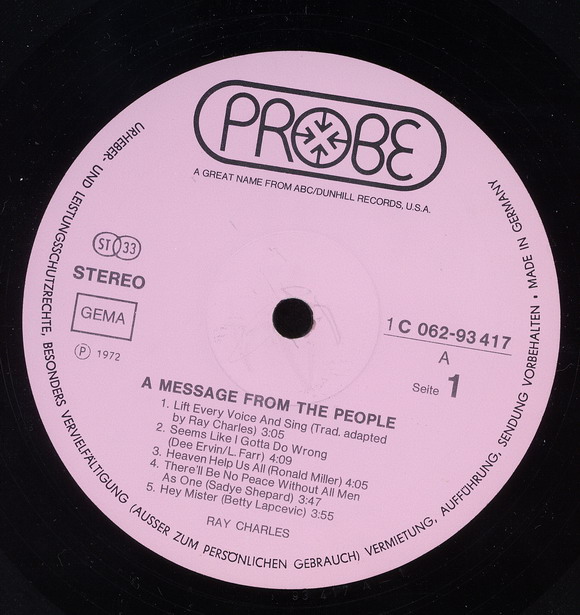 PROBE
A GREAT NAME FROM ABC/DUNHILL RECORDS, U.S.A.
URHEBER- UND LEISTUNGSSCHUTZRECHTE, BESONDERS VERVIELFÄLTIGUNG (AUSSER ZUM PERSÖNLICHEN GEBRAUCH) VERMIETUNG, AUFFÜHRUNG, SENDUNG VORBEHALTEN • MADE IN GERMANY
ST 33
STEREO
GEMA
Ⓟ 1972
1 C 062-93 417
A
Seite 1
A MESSAGE FROM THE PEOPLE
1. Lift Every Voice And Sing (Trad. adapted
by Ray Charles) 3:05
2. Seems Like I Gotta Do Wrong
(Dee Ervin/L. Farr) 4:09
3. Heaven Help Us All (Ronald Miller) 4:05
4. There'll Be No Peace Without All Men
As One (Sadye Shepard) 3:47
5. Hey Mister (Betty Lapcevic) 3:55
RAY CHARLES